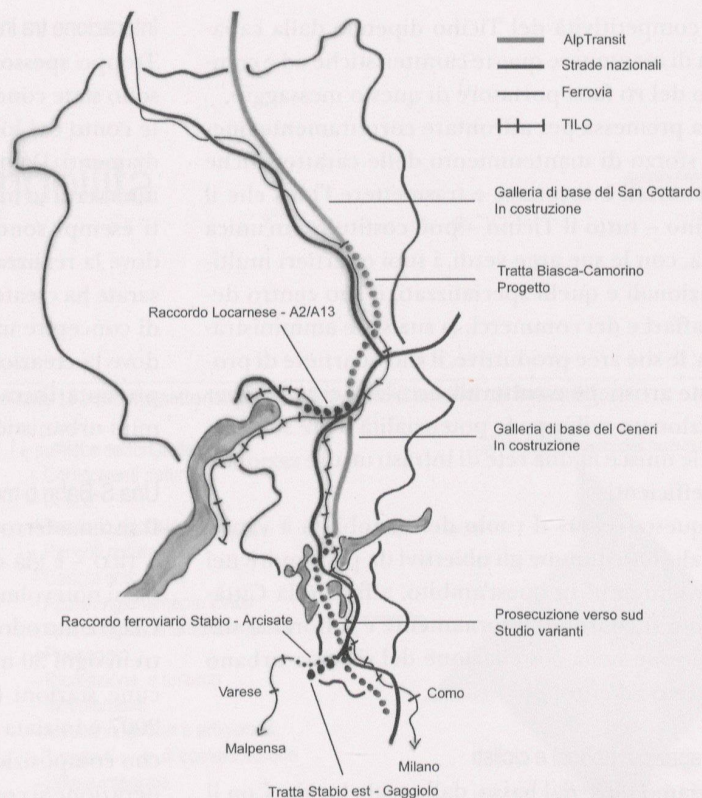 AlpTransit
Strade nazionali
Ferrovia
TILO
Galleria di base del San Gottardo
In costruzione
Tratta Biasca-Camorino
Progetto
Raccordo Locarnese - A2/A13
Galleria di base del Ceneri
In costruzione
Prosecuzione verso sud
Studio varianti
Raccordo ferroviario Stabio - Arcisate
Varese
Como
Malpensa
Milano
Tratta Stabio est - Gaggiolo